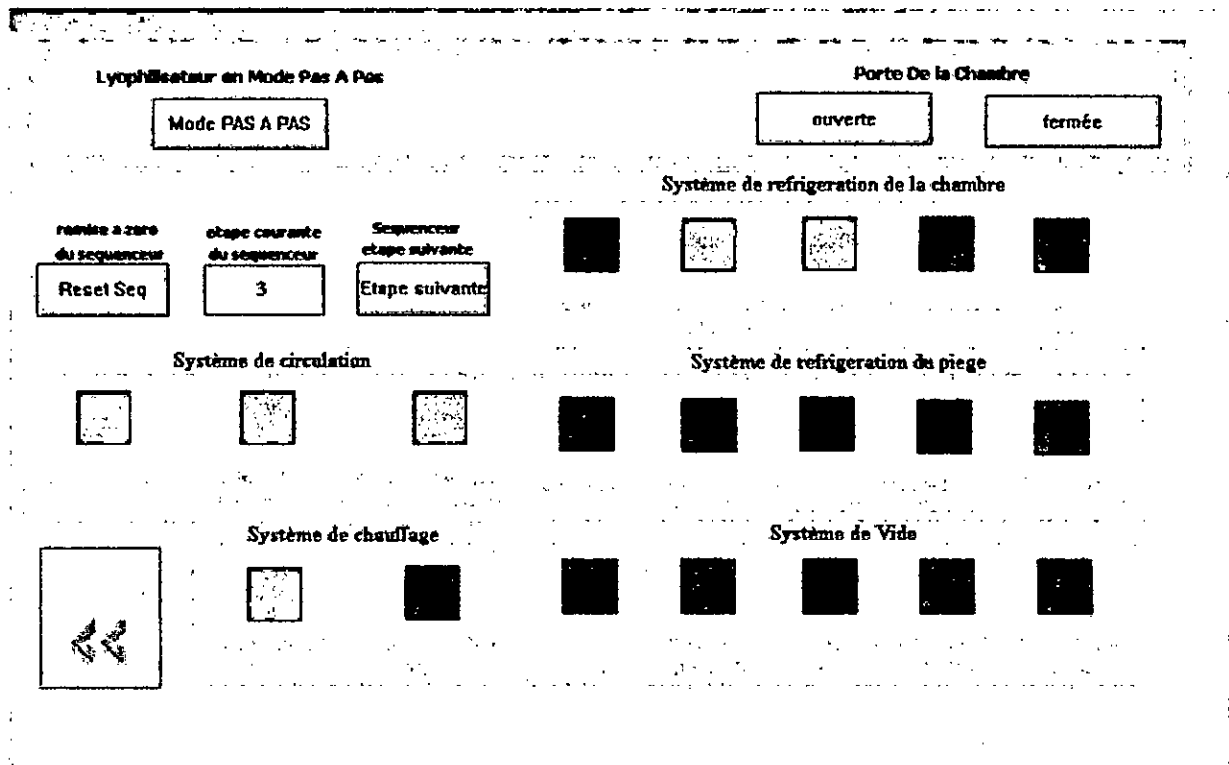 Lyophilisateur en Mode Pas A Pas
Mode PAS A PAS
Porte De la Chambre
ouverte
fermée
Système de refrigeration de la chambre
remise a zero
du sequenceur
Reset Seq
etape courante
du sequenceur
3
Sequenceur
etape suivante
Etape suivante
Système de circulation
Système de refrigeration du piege
Système de chauffage
Système de Vide
<<